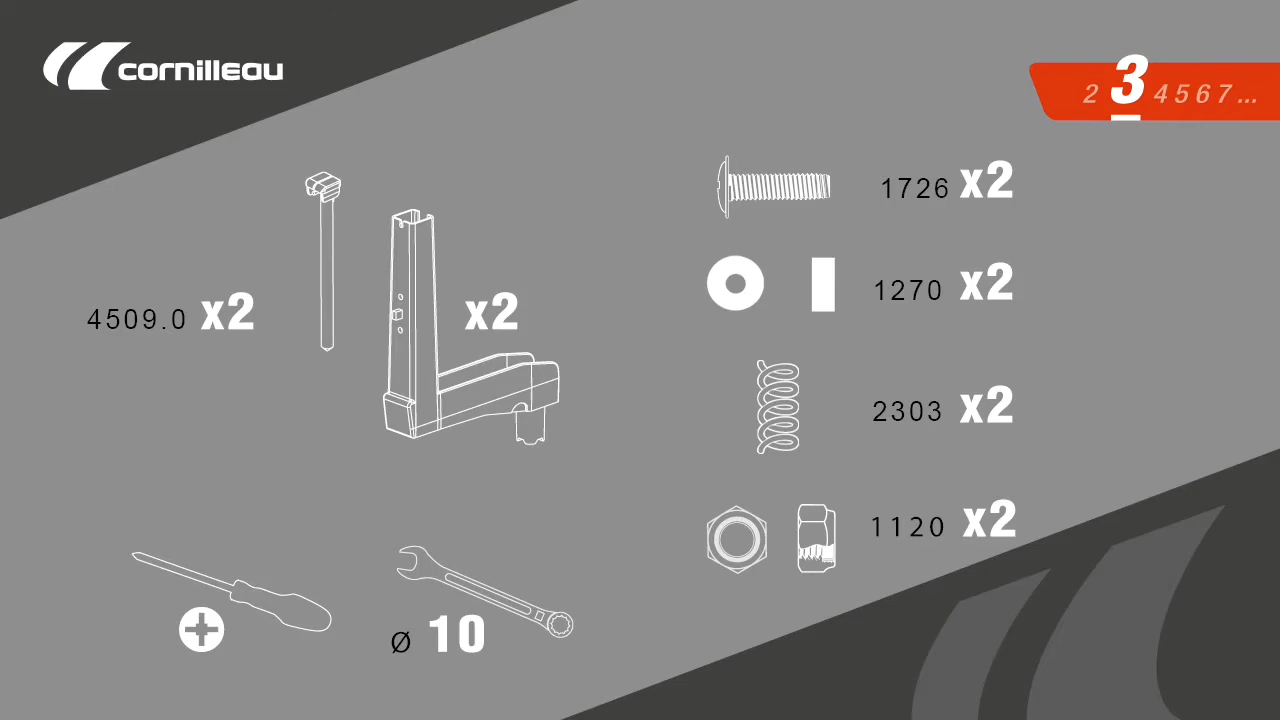 cornilleau
2 3 4 5 6 7 ...
4509.0 x2
x2
1726 x2
1270 x2
2303 x2
1120 x2
Ø 10